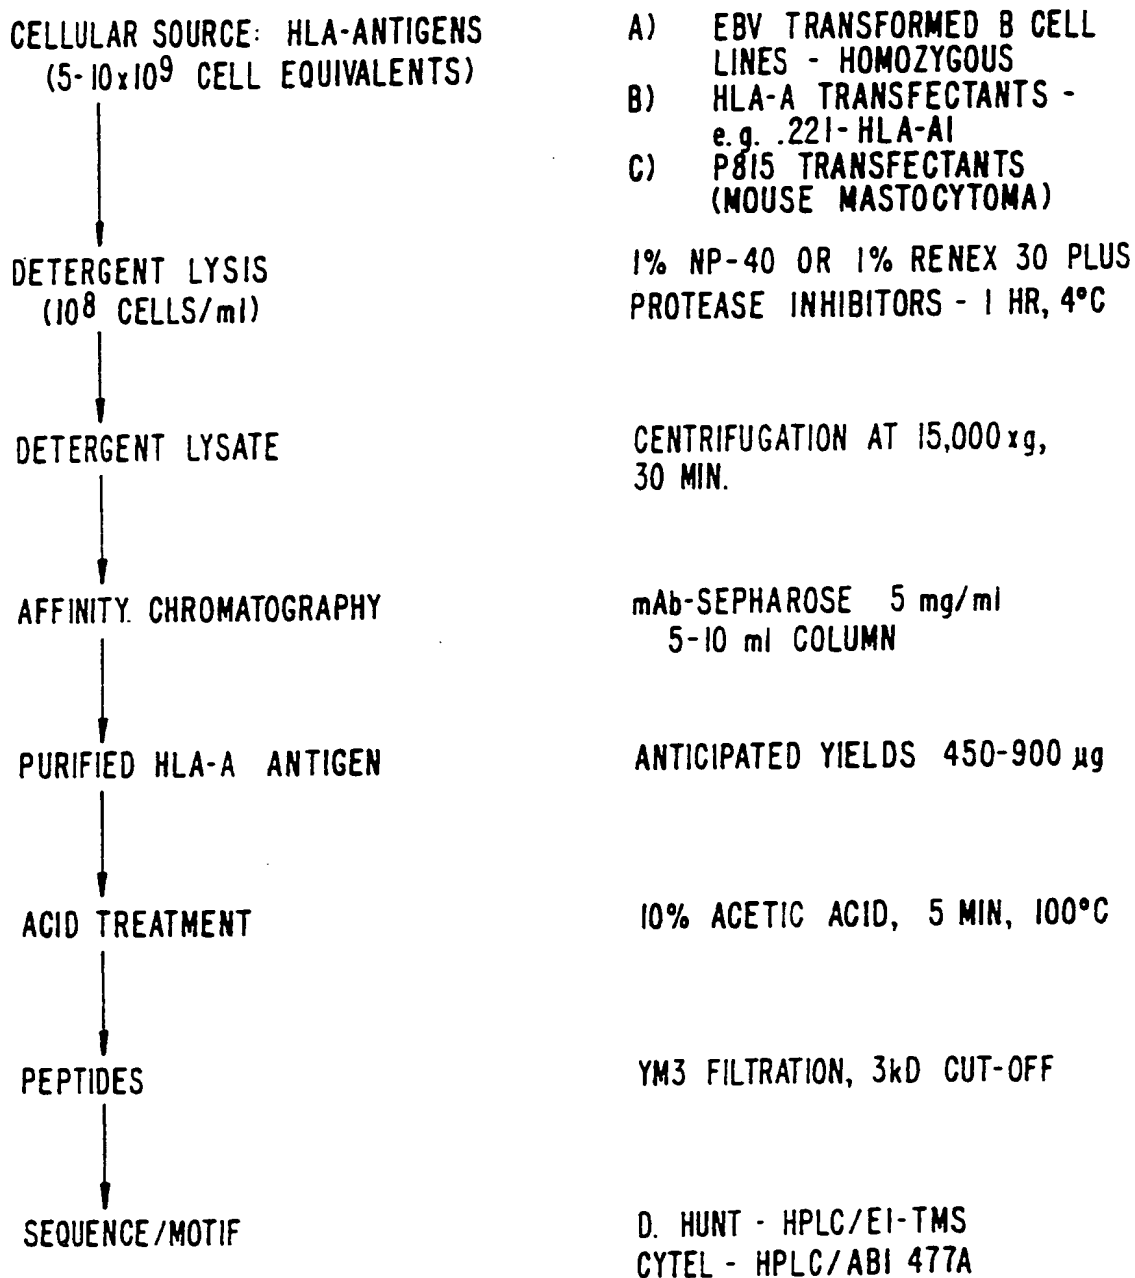 CELLULAR SOURCE: HLA-ANTIGENS
(5-10x10⁹ CELL EQUIVALENTS)
A) EBV TRANSFORMED B CELL
LINES - HOMOZYGOUS
B) HLA-A TRANSFECTANTS -
e.g. .221-HLA-A1
C) P815 TRANSFECTANTS
(MOUSE MASTOCYTOMA)
DETERGENT LYSIS
(10⁸ CELLS/ml)
1% NP-40 OR 1% RENEX 30 PLUS
PROTEASE INHIBITORS - 1 HR, 4°C
DETERGENT LYSATE
CENTRIFUGATION AT 15,000xg,
30 MIN.
AFFINITY. CHROMATOGRAPHY
mAb-SEPHAROSE 5 mg/ml
5-10 ml COLUMN
PURIFIED HLA-A ANTIGEN
ANTICIPATED YIELDS 450-900 µg
ACID TREATMENT
10% ACETIC ACID, 5 MIN, 100°C
PEPTIDES
YM3 FILTRATION, 3kD CUT-OFF
SEQUENCE/MOTIF
D. HUNT - HPLC/EI-TMS
CYTEL - HPLC/ABI 477A